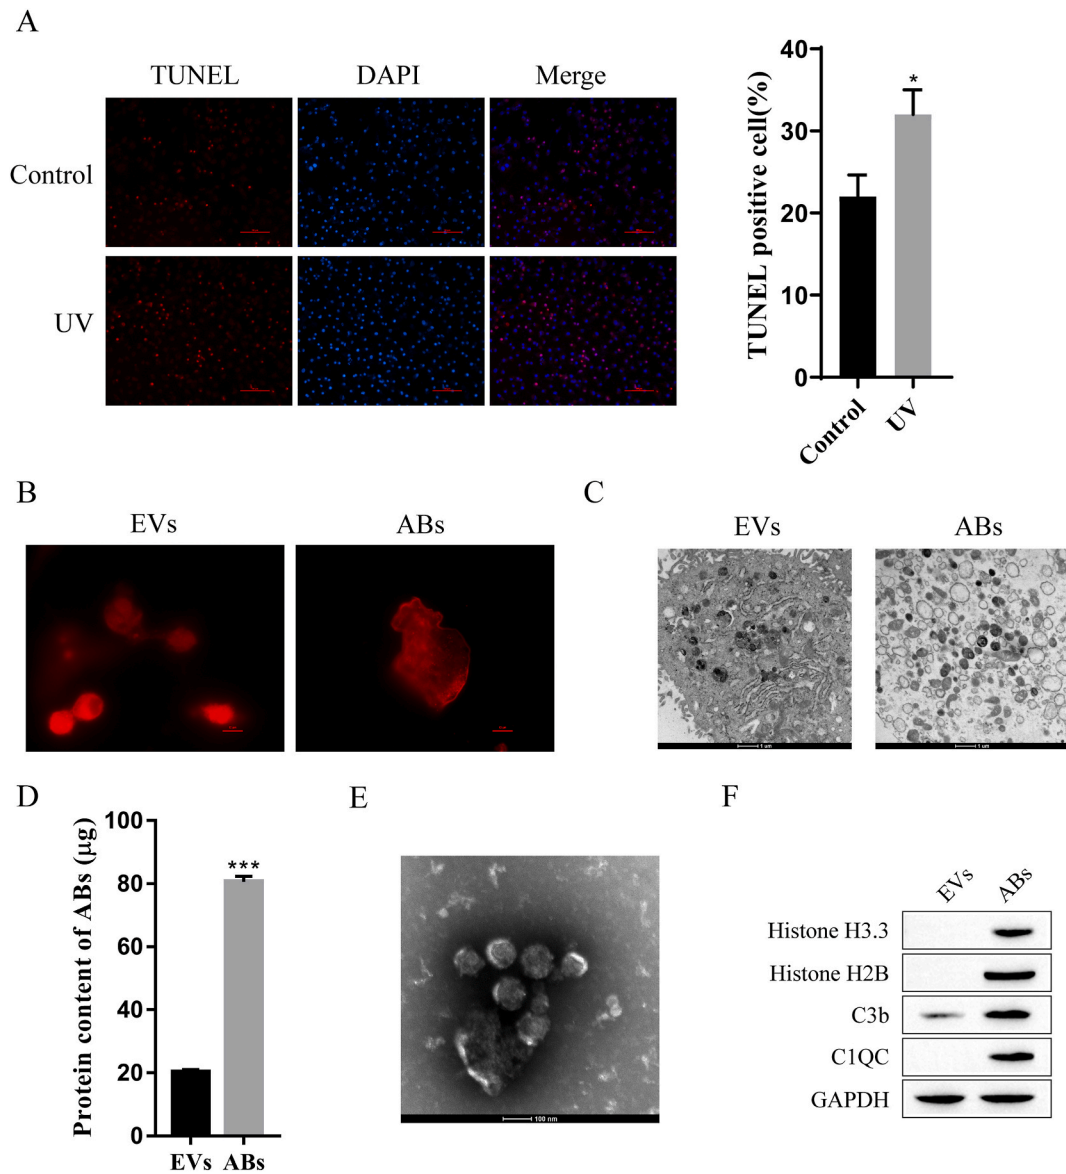 A
TUNEL DAPI Merge
Control
UV
TUNEL positive cell(%)
40
30
20
10
0
*
Control
UV
B
EVs ABs
C
EVs ABs
1 um
1 um
D
Protein content of ABs (μg)
100
80
60
40
20
0
***
EVs ABs
E
100 nm
F
EVs ABs
Histone H3.3
Histone H2B
C3b
C1QC
GAPDH